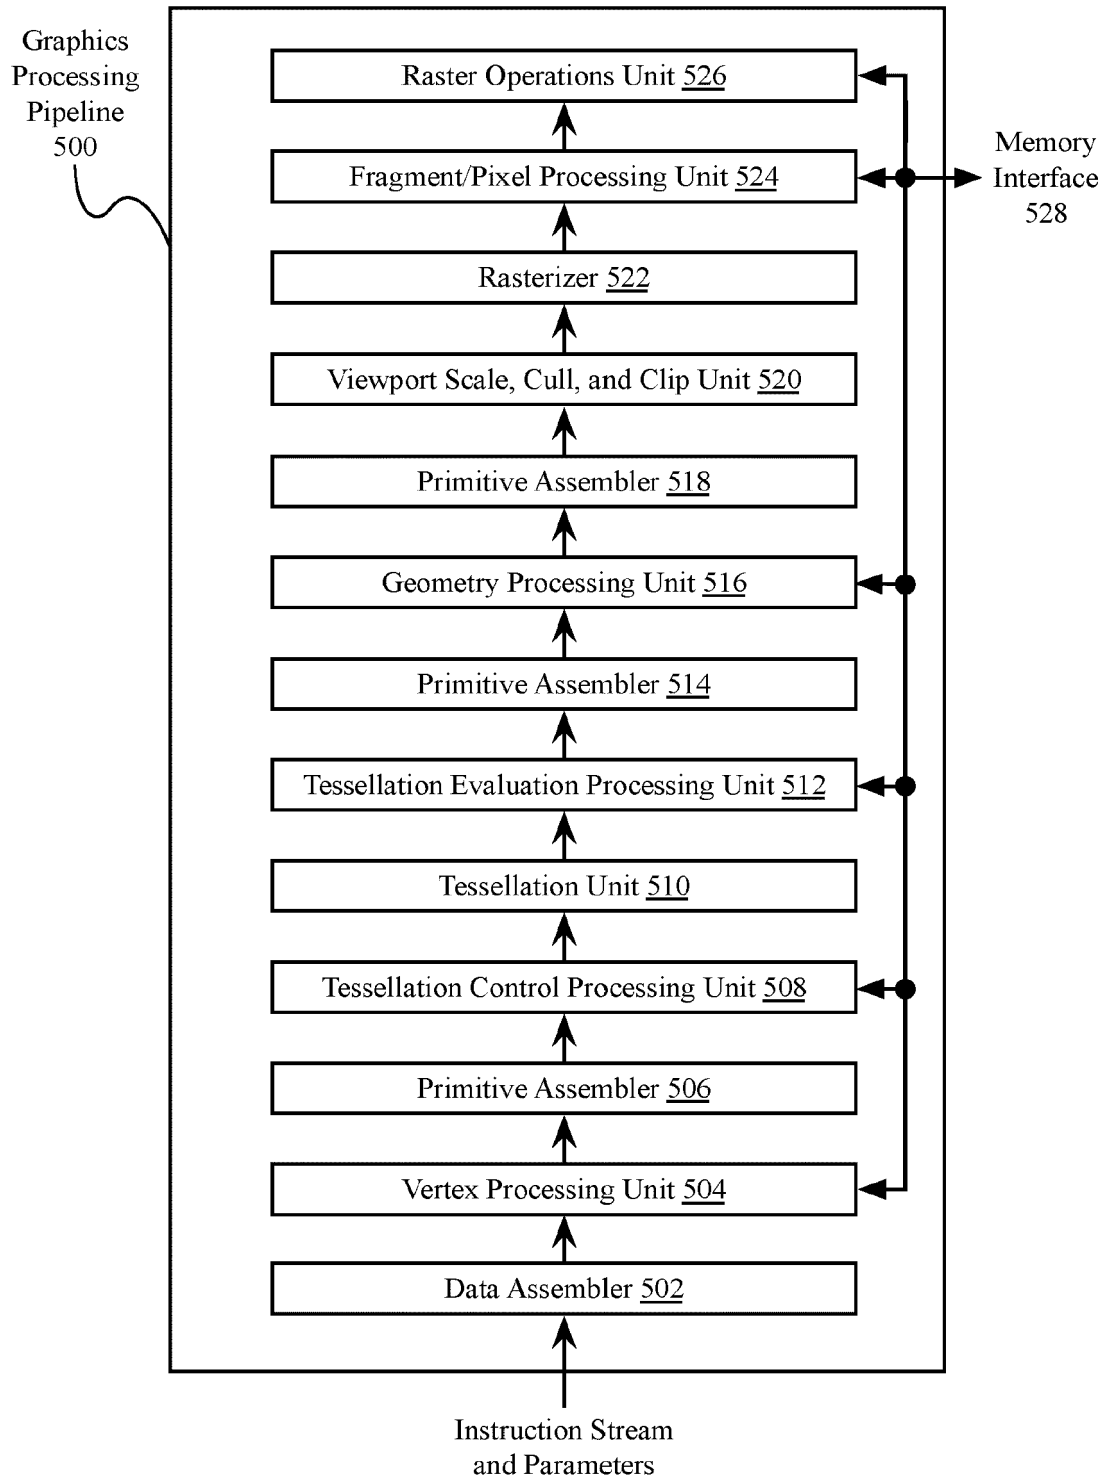 Graphics
Processing
Pipeline
500
Raster Operations Unit 526
Fragment/Pixel Processing Unit 524
Memory
Interface
528
Rasterizer 522
Viewport Scale, Cull, and Clip Unit 520
Primitive Assembler 518
Geometry Processing Unit 516
Primitive Assembler 514
Tessellation Evaluation Processing Unit 512
Tessellation Unit 510
Tessellation Control Processing Unit 508
Primitive Assembler 506
Vertex Processing Unit 504
Data Assembler 502
Instruction Stream
and Parameters